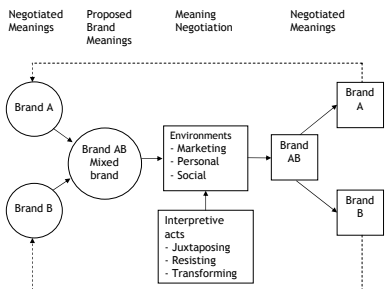 Negotiated
Meanings
Proposed
Brand
Meanings
Meaning
Negotiation
Negotiated
Meanings
Brand A
Brand B
Brand AB
Mixed
brand
Environments
- Marketing
- Personal
- Social
Interpretive
acts
- Juxtaposing
- Resisting
- Transforming
Brand
AB
Brand
A
Brand
B